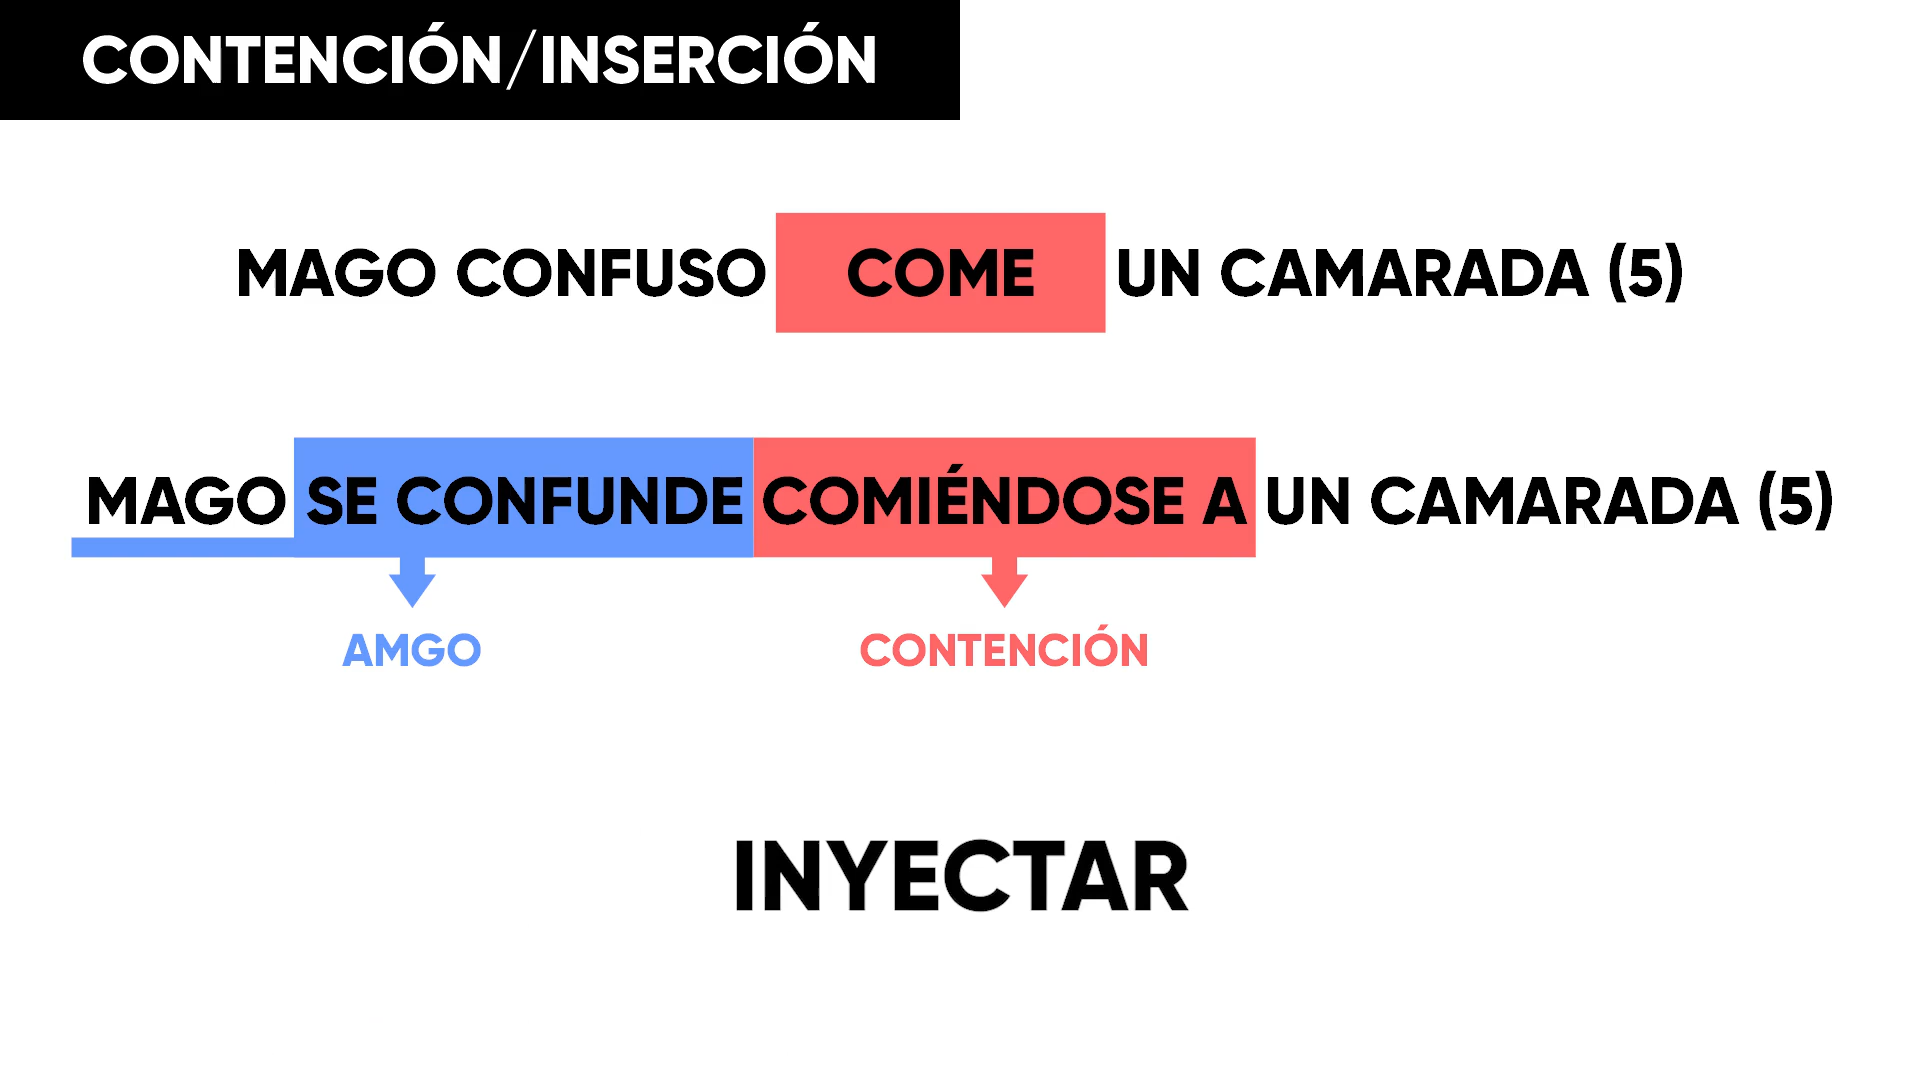 CONTENCIÓN/INSERCIÓN
MAGO CONFUSO COME UN CAMARADA (5)
MAGO SE CONFUNDE COMIÉNDOSE A UN CAMARADA (5)
AMGO CONTENCIÓN
INYECTAR